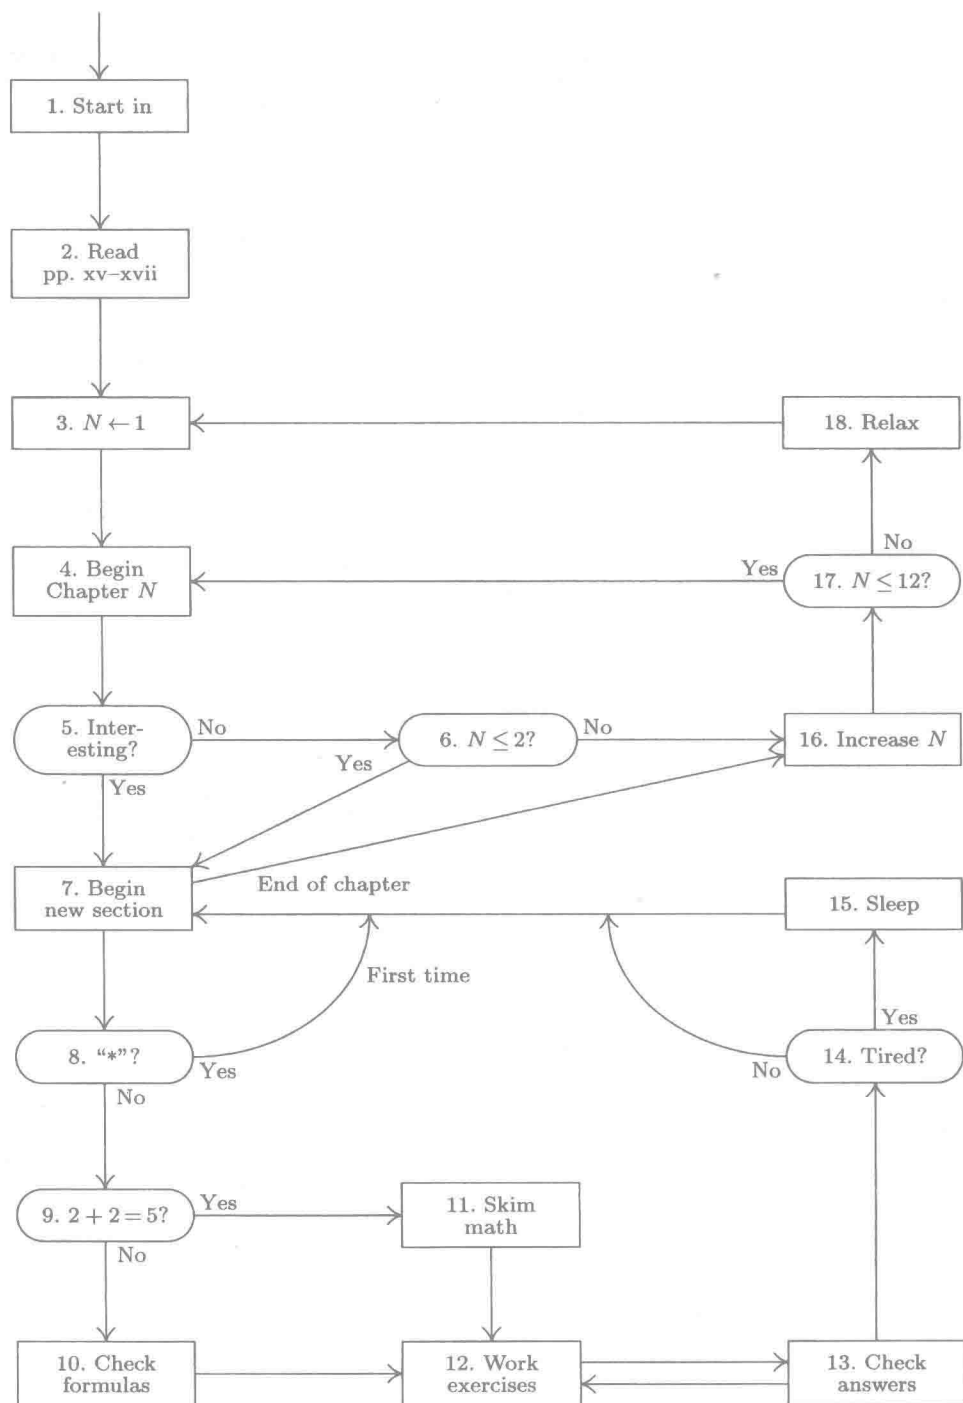 1. Start in
2. Read
pp. xv–xvii
3. N ← 1
18. Relax
No
4. Begin
Chapter N
Yes
17. N ≤ 12?
5. Inter-
esting?
No
6. N ≤ 2?
No
16. Increase N
Yes
Yes
7. Begin
new section
End of chapter
15. Sleep
First time
Yes
8. “*”?
Yes
No
14. Tired?
No
9. 2 + 2 = 5?
Yes
11. Skim
math
No
10. Check
formulas
12. Work
exercises
13. Check
answers